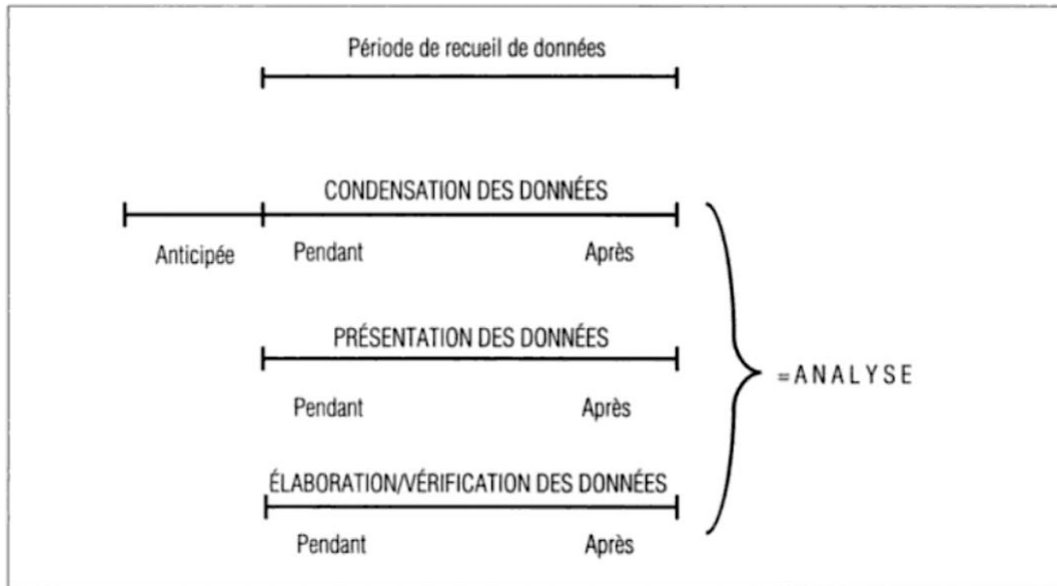 Période de recueil de données
CONDENSATION DES DONNÉES
Anticipée Pendant Après
PRÉSENTATION DES DONNÉES
Pendant Après
=ANALYSE
ÉLABORATION/VÉRIFICATION DES DONNÉES
Pendant Après